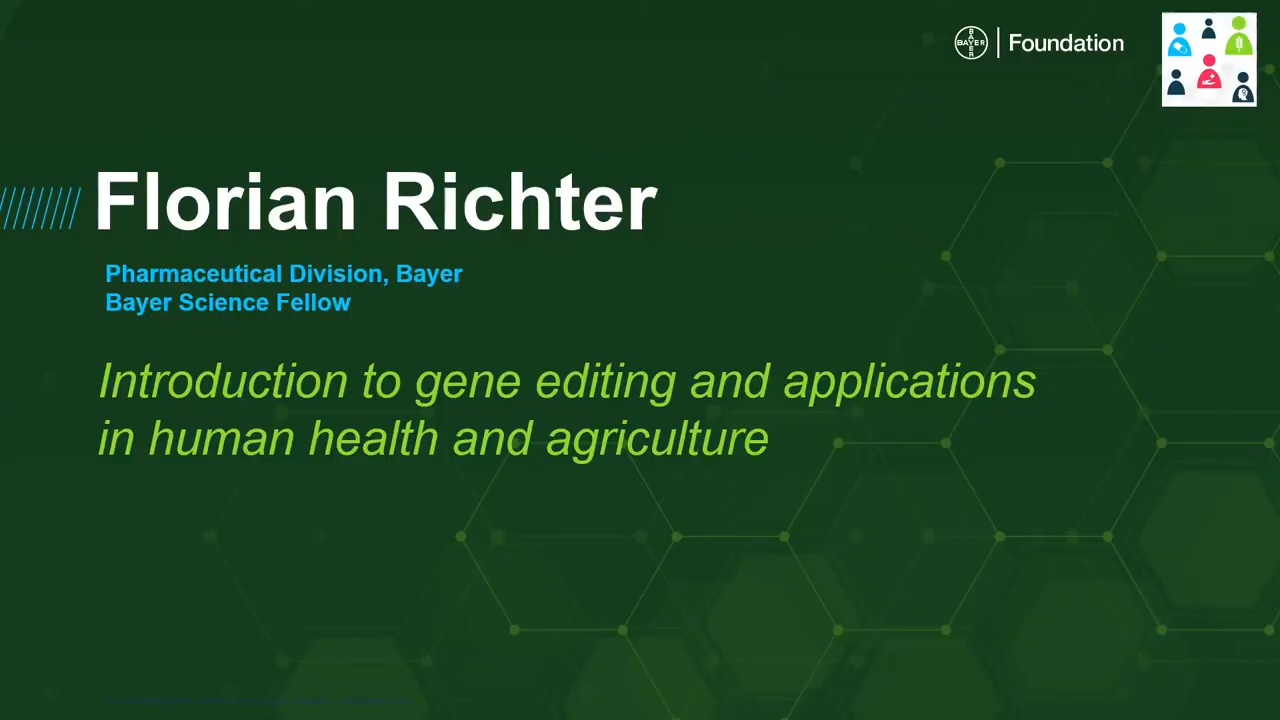 BAYER
Foundation
Florian Richter
Pharmaceutical Division, Bayer
Bayer Science Fellow
Introduction to gene editing and applications
in human health and agriculture